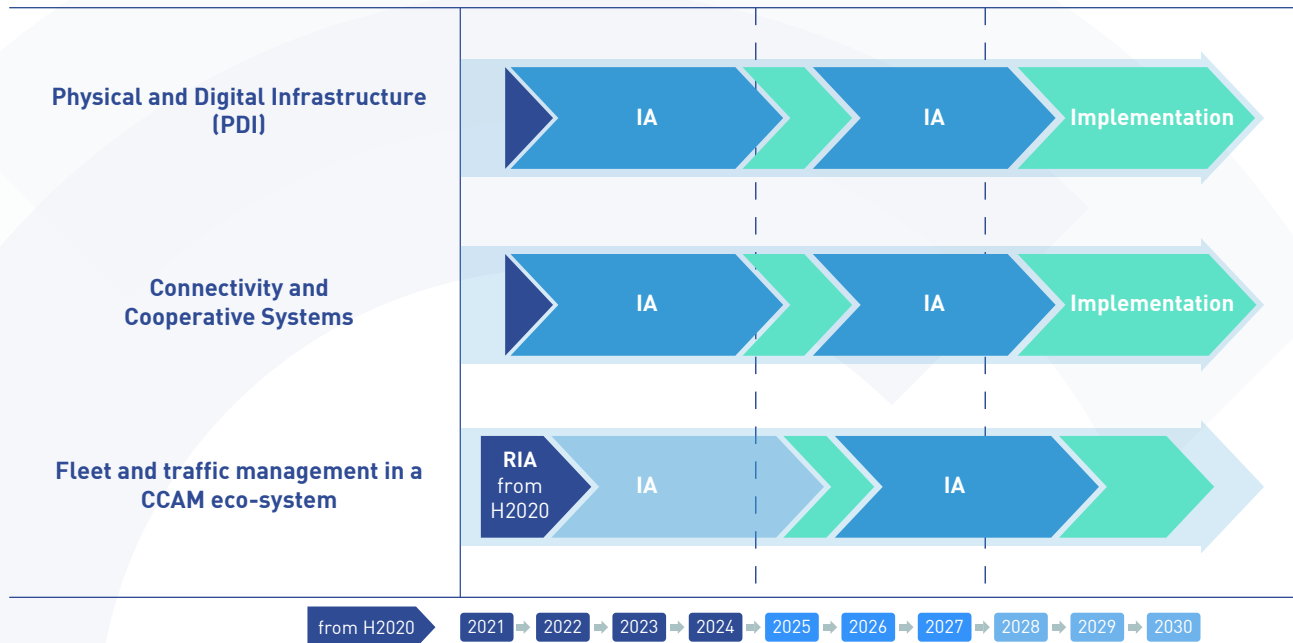 Physical and Digital Infrastructure
(PDI)
IA
IA
Implementation
Connectivity and
Cooperative Systems
IA
IA
Implementation
Fleet and traffic management in a
CCAM eco-system
RIA
from
H2020
IA
IA
from H2020
2021
2022
2023
2024
2025
2026
2027
2028
2029
2030